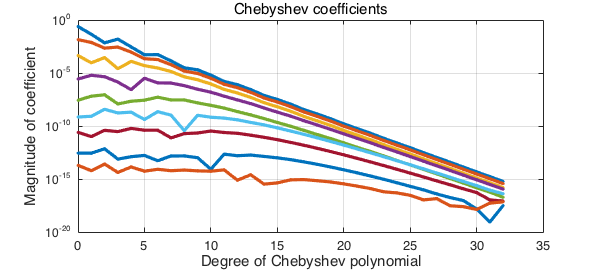 Chebyshev coefficients
Magnitude of coefficient
10^0
10^-5
10^-10
10^-15
10^-20
0 5 10 15 20 25 30 35
Degree of Chebyshev polynomial